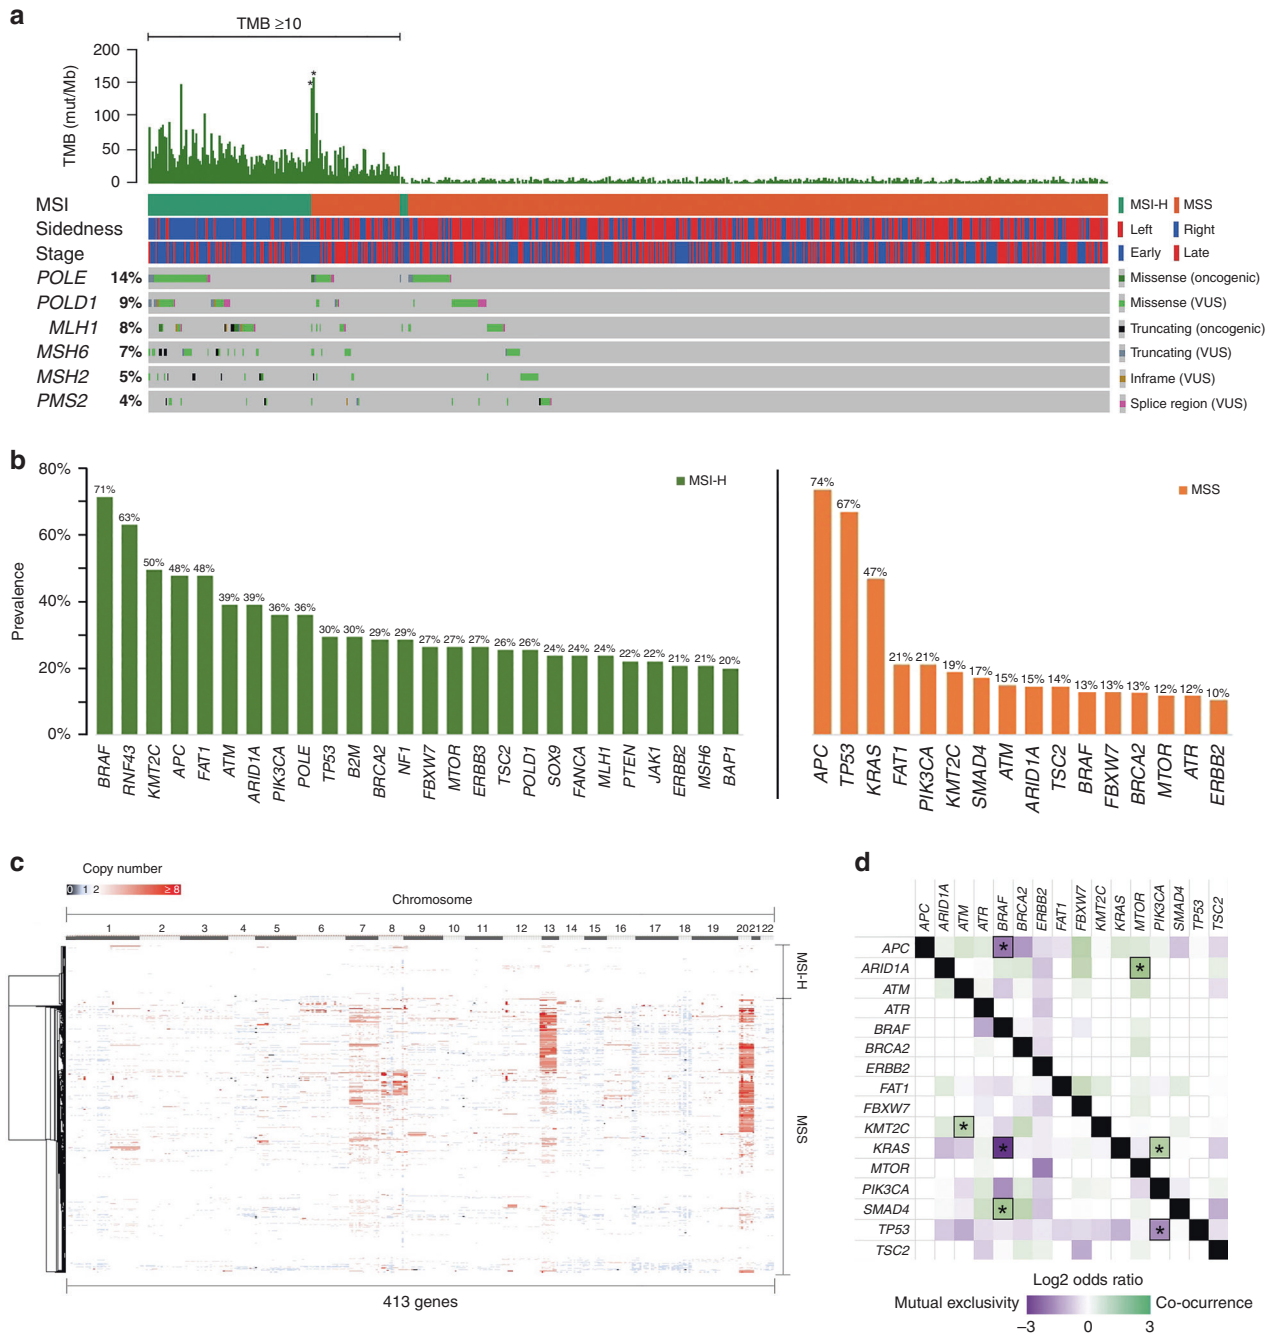 a
TMB ≥10
200
150
100
50
0
TMB (mut/Mb)
*
*
MSI
Sidedness
Stage
POLE 14%
POLD1 9%
MLH1 8%
MSH6 7%
MSH2 5%
PMS2 4%
MSI-H MSS
Left Right
Early Late
Missense (oncogenic)
Missense (VUS)
Truncating (oncogenic)
Truncating (VUS)
Inframe (VUS)
Splice region (VUS)
b
80%
60%
40%
20%
0%
Prevalence
MSI-H
71% 63% 50% 48% 48% 39% 39% 36% 36% 30% 30% 29% 29% 27% 27% 27% 26% 26% 24% 24% 24% 22% 22% 21% 21% 20%
BRAF RNF43 KMT2C APC FAT1 ATM ARID1A PIK3CA POLE TP53 B2M BRCA2 NF1 FBXW7 MTOR ERBB3 TSC2 POLD1 SOX9 FANCA MLH1 PTEN JAK1 ERBB2 MSH6 BAP1
MSS
74% 67% 47% 21% 21% 19% 17% 15% 15% 14% 13% 13% 13% 12% 12% 10%
APC TP53 KRAS FAT1 PIK3CA KMT2C SMAD4 ATM ARID1A TSC2 BRAF FBXW7 BRCA2 MTOR ATR ERBB2
c
Copy number
0 1 2 ≥ 8
Chromosome
1 2 3 4 5 6 7 8 9 10 11 12 13 14 15 16 17 18 19 20 21 22
MSI-H
MSS
413 genes
d
APC ARID1A ATM ATR BRAF BRCA2 ERBB2 FAT1 FBXW7 KMT2C KRAS MTOR PIK3CA SMAD4 TP53 TSC2
APC *
ARID1A *
ATM
ATR
BRAF
BRCA2
ERBB2
FAT1
FBXW7
KMT2C *
KRAS * *
MTOR
PIK3CA
SMAD4 *
TP53 *
TSC2
Log2 odds ratio
Mutual exclusivity Co-ocurrence
−3 0 3